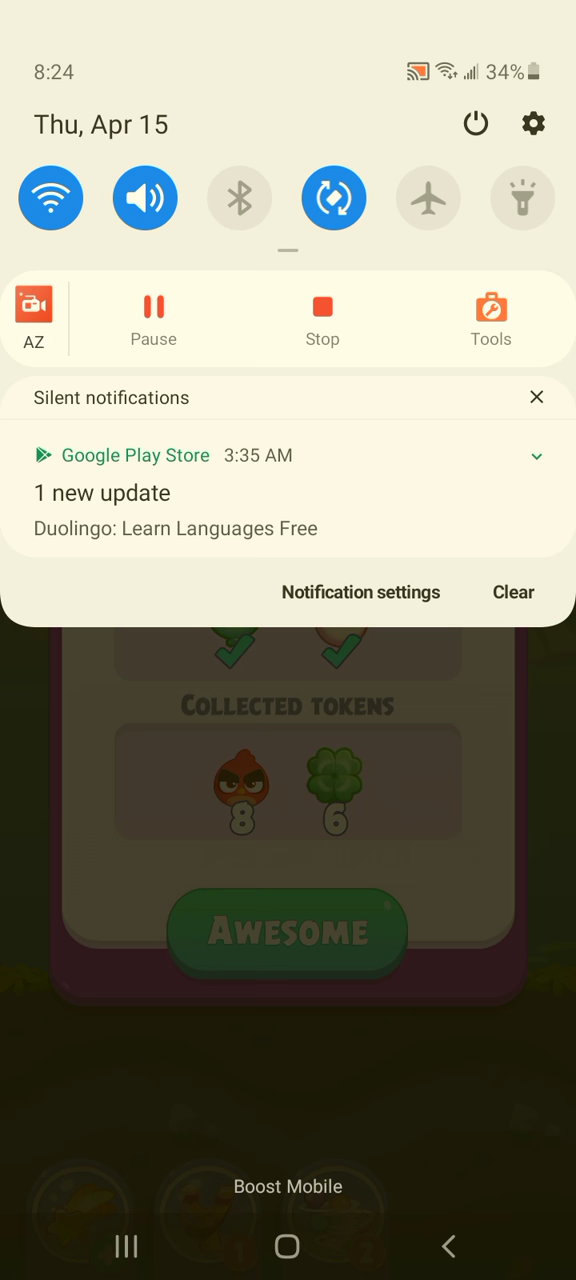 8:24 34%
Thu, Apr 15
AZ Pause Stop Tools
Silent notifications
Google Play Store 3:35 AM
1 new update
Duolingo: Learn Languages Free
Notification settings Clear
COLLECTED TOKENS
8 6
AWESOME
Boost Mobile